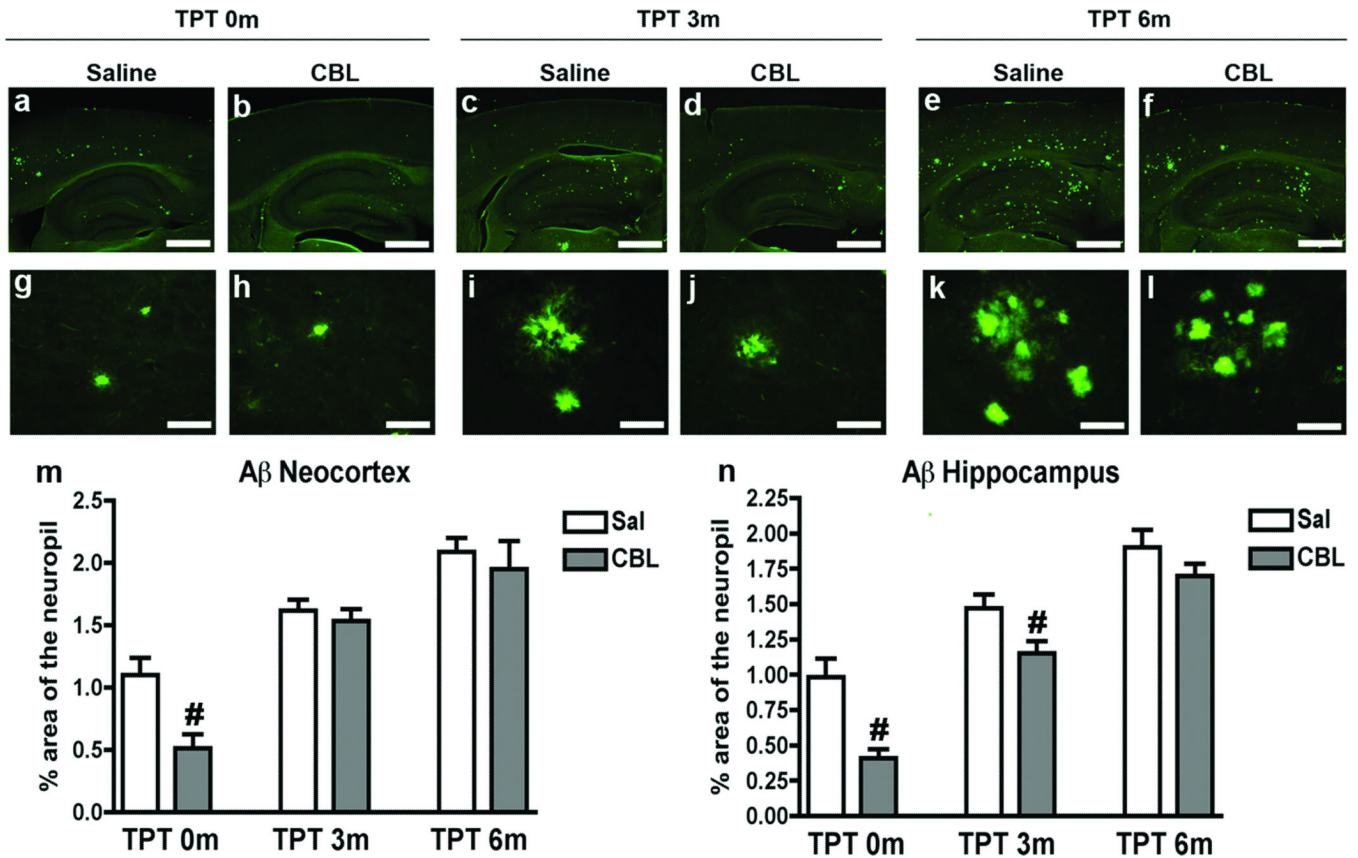 TPT 0m TPT 3m TPT 6m
Saline CBL Saline CBL Saline CBL
a b c d e f
g h i j k l
m Aβ Neocortex
% area of the neuropil
2.5
2.0
1.5
1.0
0.5
0.0
#
Sal
CBL
TPT 0m TPT 3m TPT 6m
n Aβ Hippocampus
% area of the neuropil
2.25
2.00
1.75
1.50
1.25
1.00
0.75
0.50
0.25
0.00
#
#
Sal
CBL
TPT 0m TPT 3m TPT 6m